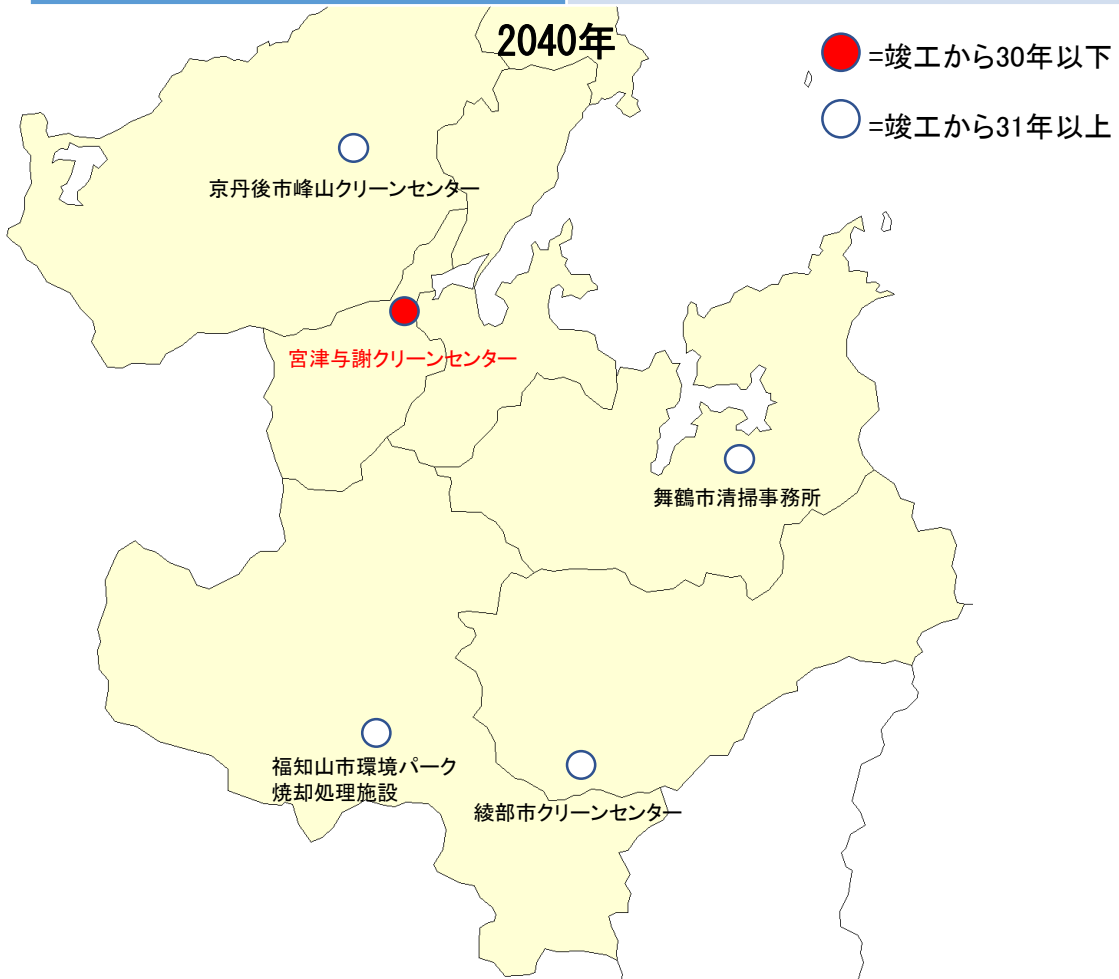 2040年
=竣工から30年以下
=竣工から31年以上
京丹後市峰山クリーンセンター
宮津与謝クリーンセンター
舞鶴市清掃事務所
福知山市環境パーク
焼却処理施設
綾部市クリーンセンター